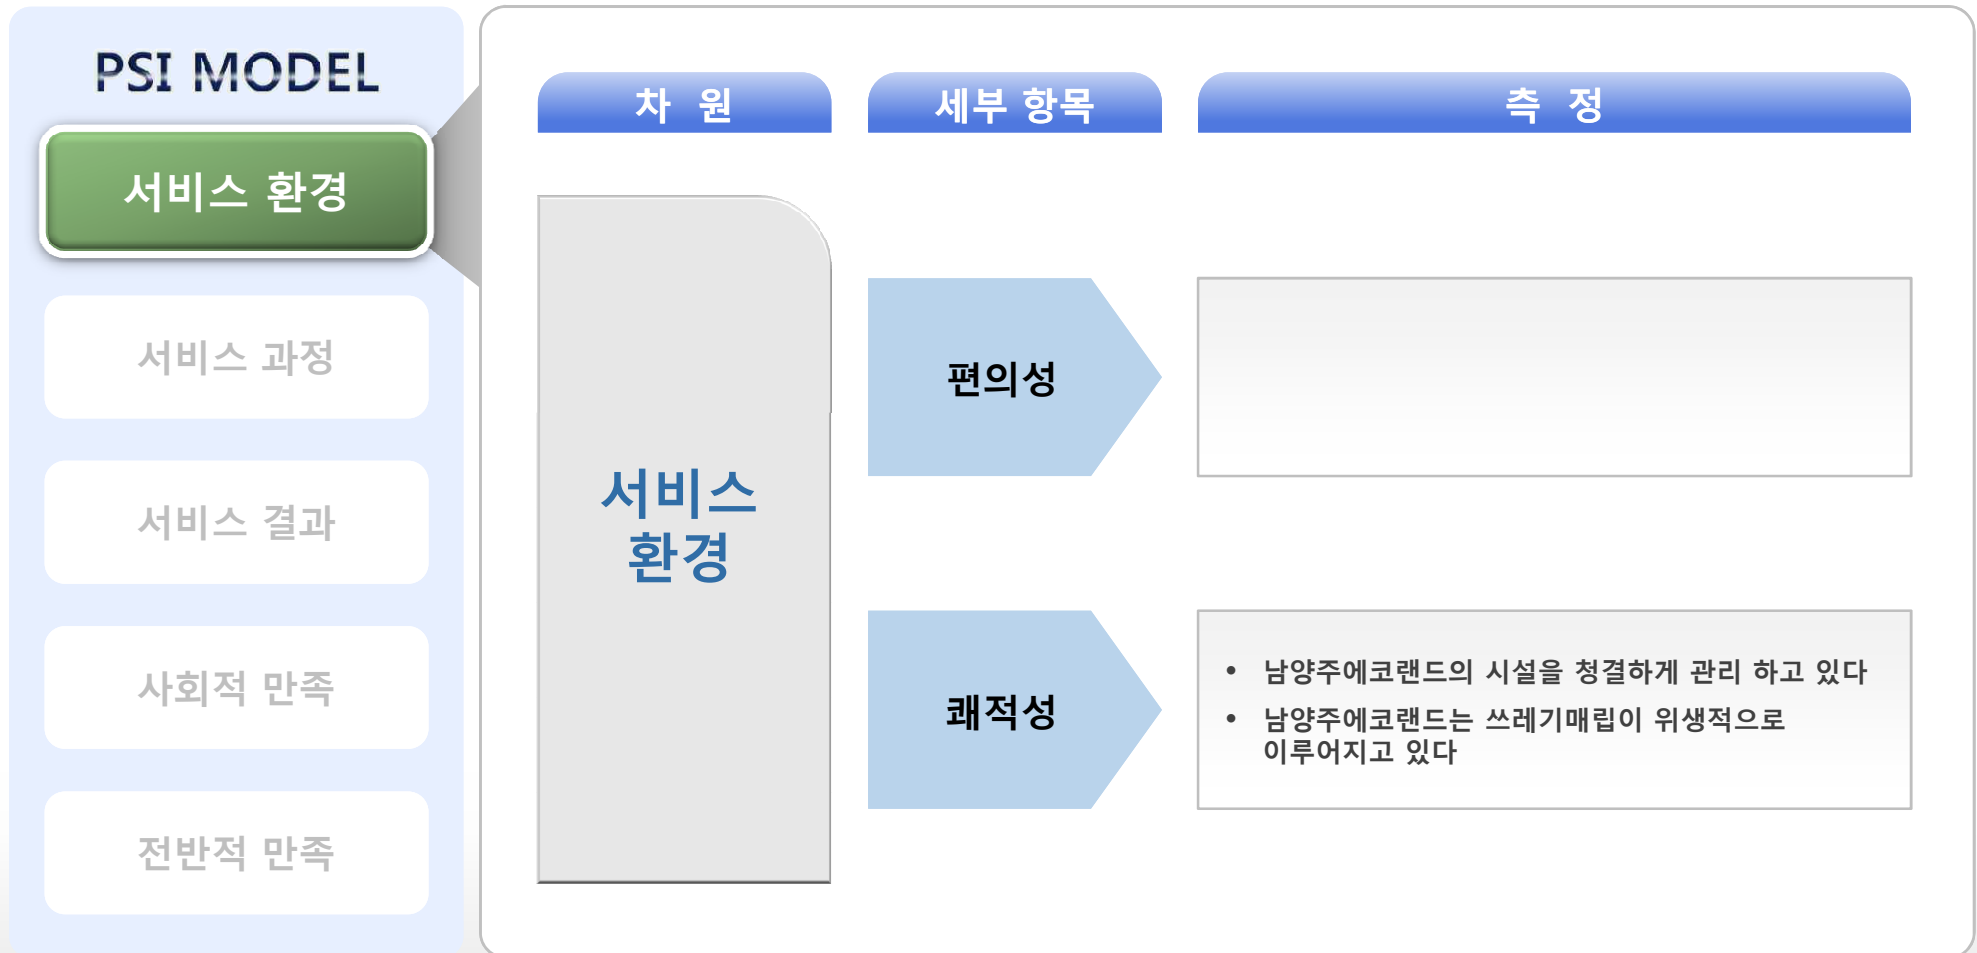 PSI MODEL
서비스 환경
서비스 과정
서비스 결과
사회적 만족
전반적 만족
차 원
세부 항목
측 정
서비스
환경
편의성
쾌적성
• 남양주에코랜드의 시설을 청결하게 관리 하고 있다
• 남양주에코랜드는 쓰레기매립이 위생적으로
이루어지고 있다